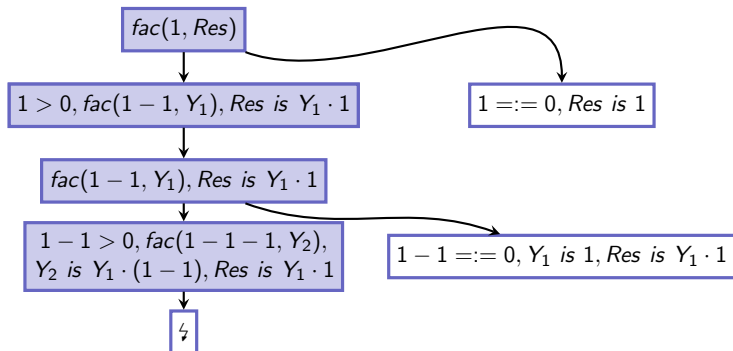 fac(1, Res)
1 > 0, fac(1 − 1, Y₁), Res is Y₁ · 1
1 =:= 0, Res is 1
fac(1 − 1, Y₁), Res is Y₁ · 1
1 − 1 > 0, fac(1 − 1 − 1, Y₂),
Y₂ is Y₁ · (1 − 1), Res is Y₁ · 1
1 − 1 =:= 0, Y₁ is 1, Res is Y₁ · 1
↯